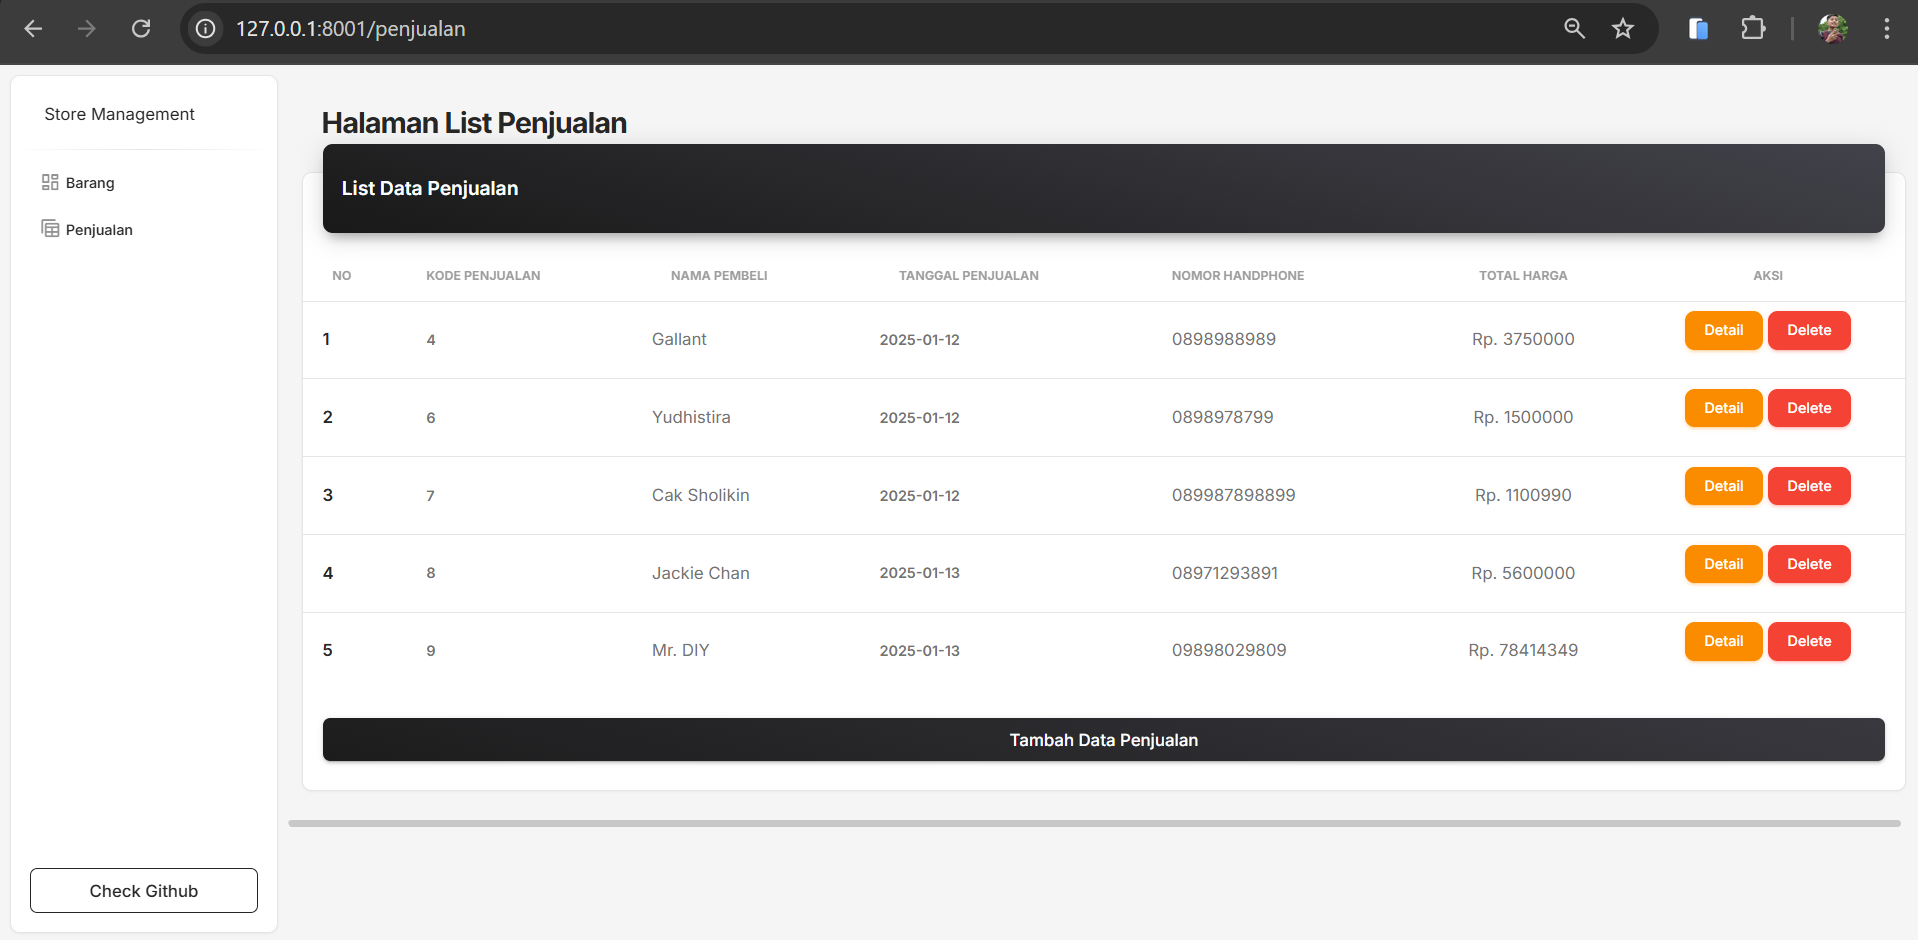 127.0.0.1:8001/penjualan
Store Management
Barang
Penjualan
Check Github
Halaman List Penjualan
List Data Penjualan
NO KODE PENJUALAN NAMA PEMBELI TANGGAL PENJUALAN NOMOR HANDPHONE TOTAL HARGA AKSI
1 4 Gallant 2025-01-12 0898988989 Rp. 3750000 Detail Delete
2 6 Yudhistira 2025-01-12 0898978799 Rp. 1500000 Detail Delete
3 7 Cak Sholikin 2025-01-12 089987898899 Rp. 1100990 Detail Delete
4 8 Jackie Chan 2025-01-13 08971293891 Rp. 5600000 Detail Delete
5 9 Mr. DIY 2025-01-13 09898029809 Rp. 78414349 Detail Delete
Tambah Data Penjualan